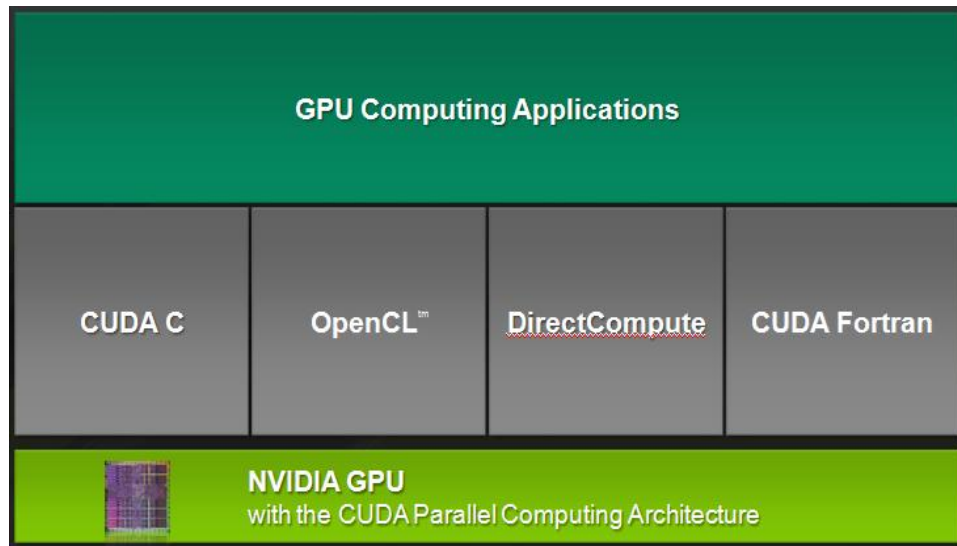 GPU Computing Applications
CUDA C
OpenCL™
DirectCompute
CUDA Fortran
NVIDIA GPU
with the CUDA Parallel Computing Architecture